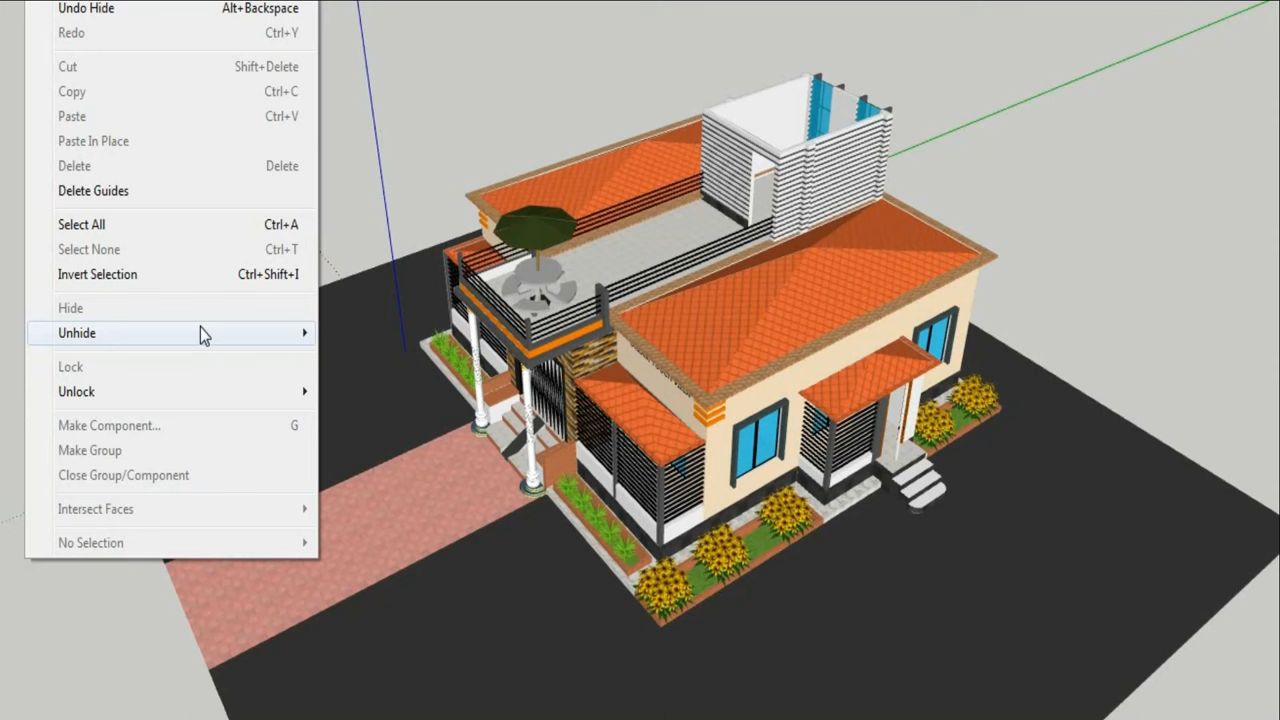 Undo Hide Alt+Backspace
Redo Ctrl+Y
Cut Shift+Delete
Copy Ctrl+C
Paste Ctrl+V
Paste In Place
Delete Delete
Delete Guides
Select All Ctrl+A
Select None Ctrl+T
Invert Selection Ctrl+Shift+I
Hide
Unhide
Lock
Unlock
Make Component... G
Make Group
Close Group/Component
Intersect Faces
No Selection